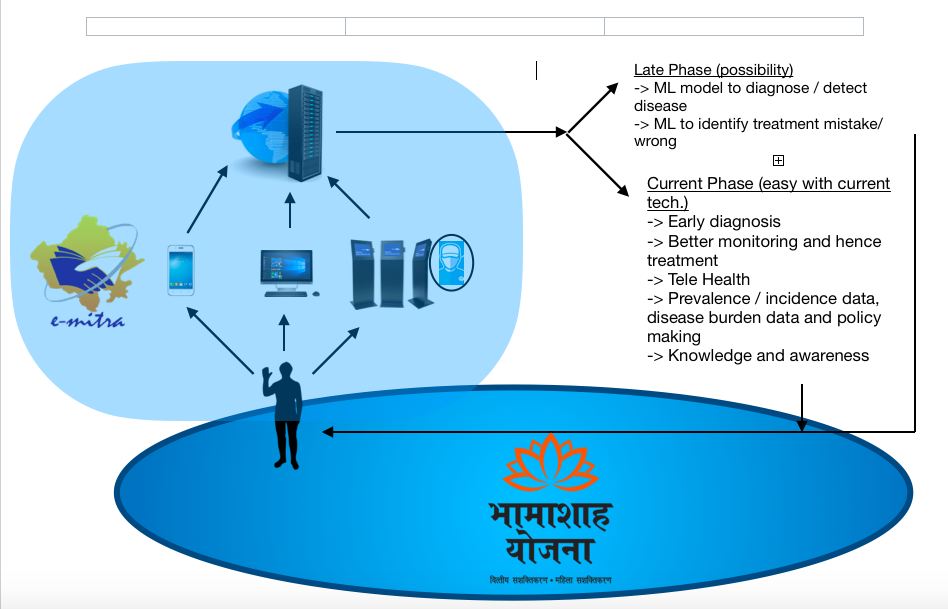 Late Phase (possibility)
-> ML model to diagnose / detect
disease
-> ML to identify treatment mistake/
wrong
Current Phase (easy with current
tech.)
-> Early diagnosis
-> Better monitoring and hence
treatment
-> Tele Health
-> Prevalence / incidence data,
disease burden data and policy
making
-> Knowledge and awareness
e-mitra
भामाशाह
योजना
वित्तीय सशक्तिकरण • महिला सशक्तिकरण